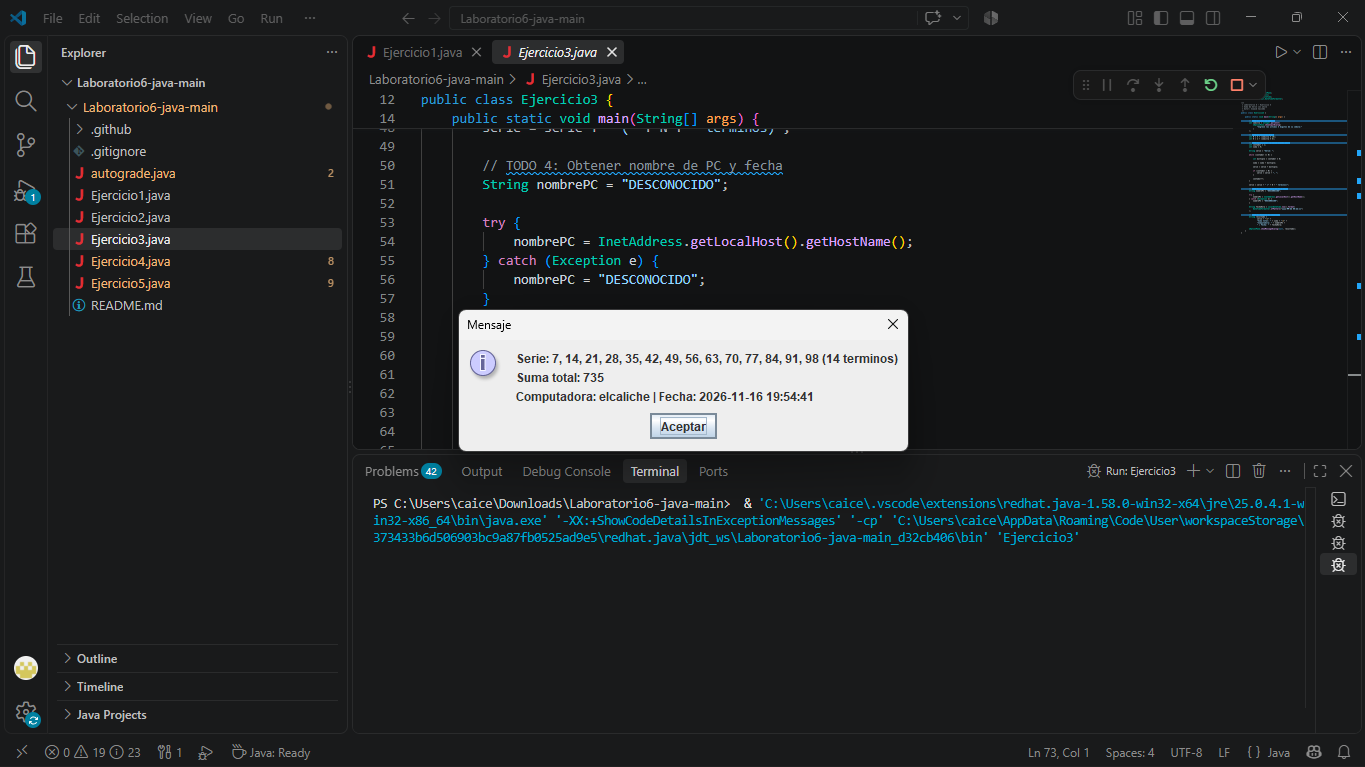 File Edit Selection View Go Run ···
Laboratorio6-java-main
Explorer
Laboratorio6-java-main
Laboratorio6-java-main
.github
.gitignore
autograde.java 2
Ejercicio1.java
Ejercicio2.java
Ejercicio3.java
Ejercicio4.java 8
Ejercicio5.java 9
README.md
1
Outline
Timeline
Java Projects
Ejercicio1.java
Ejercicio3.java
Laboratorio6-java-main > Ejercicio3.java > ...
12 public class Ejercicio3 {
14 public static void main(String[] args) {
49
50 // TODO 4: Obtener nombre de PC y fecha
51 String nombrePC = "DESCONOCIDO";
52
53 try {
54 nombrePC = InetAddress.getLocalHost().getHostName();
55 } catch (Exception e) {
56 nombrePC = "DESCONOCIDO";
57 }
58
59
60
61
62
63
64
Mensaje
Serie: 7, 14, 21, 28, 35, 42, 49, 56, 63, 70, 77, 84, 91, 98 (14 terminos)
Suma total: 735
Computadora: elcaliche | Fecha: 2026-11-16 19:54:41
Aceptar
Problems 42 Output Debug Console Terminal Ports
Run: Ejercicio3
PS C:\Users\caice\Downloads\Laboratorio6-java-main> & 'C:\Users\caice\.vscode\extensions\redhat.java-1.58.0-win32-x64\jre\25.0.4.1-w
in32-x86_64\bin\java.exe' '-XX:+ShowCodeDetailsInExceptionMessages' '-cp' 'C:\Users\caice\AppData\Roaming\Code\User\workspaceStorage\
373433b6d506903bc9a87fb0525ad9e5\redhat.java\jdt_ws\Laboratorio6-java-main_d32cb406\bin' 'Ejercicio3'
0 19 23 1 Java: Ready
Ln 73, Col 1 Spaces: 4 UTF-8 LF { } Java